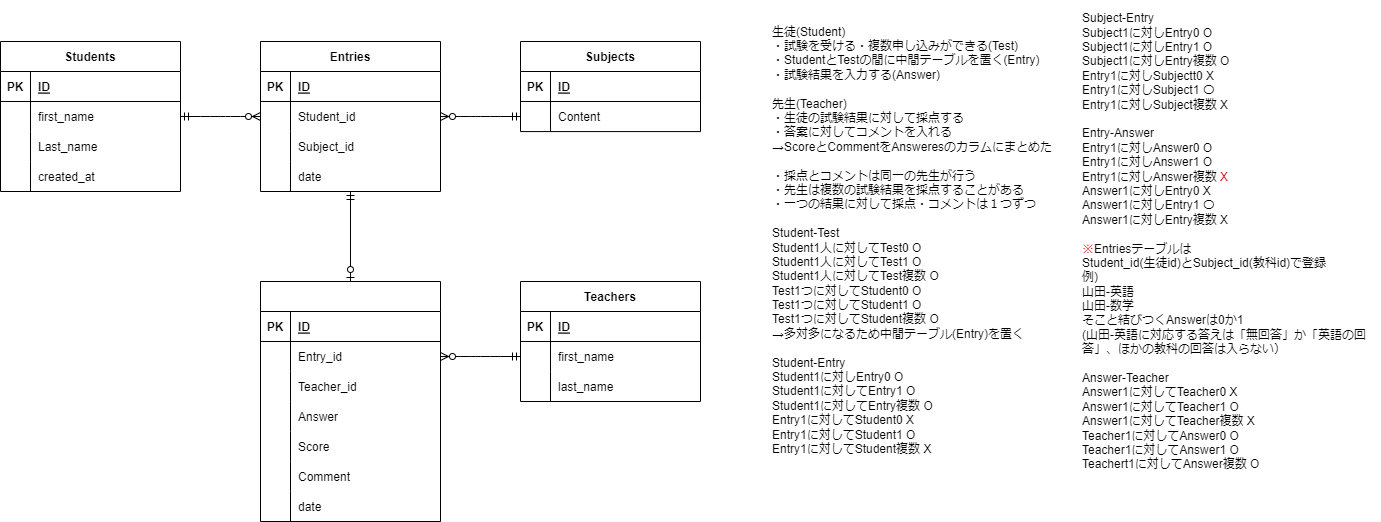 Students
PK
ID
first_name
Last_name
created_at
Entries
PK
ID
Student_id
Subject_id
date
Subjects
PK
ID
Content
PK
ID
Entry_id
Teacher_id
Answer
Score
Comment
date
Teachers
PK
ID
first_name
last_name
生徒(Student)
・試験を受ける・複数申し込みができる(Test)
・StudentとTestの間に中間テーブルを置く(Entry)
・試験結果を入力する(Answer)
先生(Teacher)
・生徒の試験結果に対して採点する
・答案に対してコメントを入れる
→ScoreとCommentをAnsweresのカラムにまとめた
・採点とコメントは同一の先生が行う
・先生は複数の試験結果を採点することがある
・一つの結果に対して採点・コメントは１つずつ
Student-Test
Student1人に対してTest0 O
Student1人に対してTest1 O
Student1人に対してTest複数 O
Test1つに対してStudent0 O
Test1つに対してStudent1 O
Test1つに対してStudent複数 O
→多対多になるため中間テーブル(Entry)を置く
Student-Entry
Student1に対しEntry0 O
Student1に対してEntry1 O
Student1に対してEntry複数 O
Entry1に対してStudent0 X
Entry1に対してStudent1 O
Entry1に対してStudent複数 X
Subject-Entry
Subject1に対しEntry0 O
Subject1に対しEntry1 O
Subject1に対しEntry複数 O
Entry1に対しSubjectt0 X
Entry1に対しSubject1 〇
Entry1に対しSubject複数 X
Entry-Answer
Entry1に対しAnswer0 O
Entry1に対しAnswer1 O
Entry1に対しAnswer複数 X
Answer1に対しEntry0 X
Answer1に対しEntry1 〇
Answer1に対しEntry複数 X
※Entriesテーブルは
Student_id(生徒id)とSubject_id(教科id)で登録
例)
山田-英語
山田-数学
そこと結びつくAnswerは0か1
(山田-英語に対応する答えは「無回答」か「英語の回
答」、ほかの教科の回答は入らない）
Answer-Teacher
Answer1に対してTeacher0 X
Answer1に対してTeacher1 O
Answer1に対してTeacher複数 X
Teacher1に対してAnswer0 O
Teacher1に対してAnswer1 O
Teachert1に対してAnswer複数 O